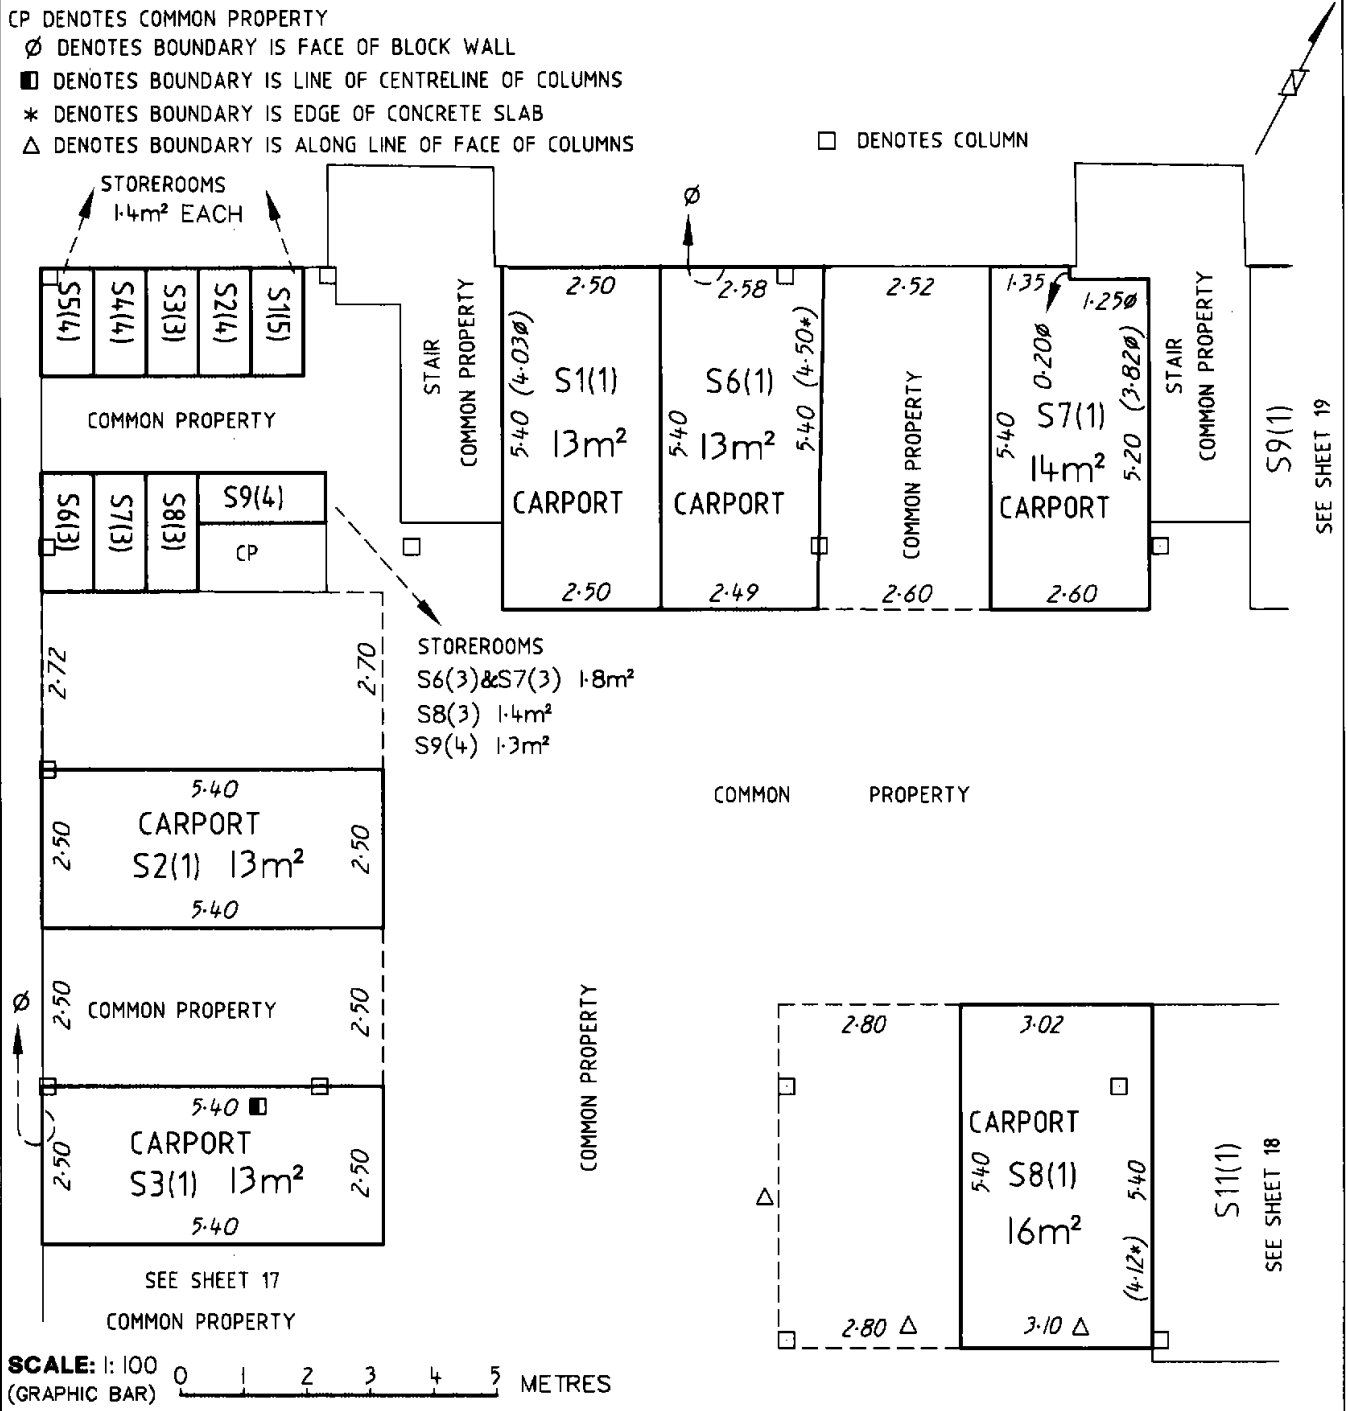 CP DENOTES COMMON PROPERTY
Ø DENOTES BOUNDARY IS FACE OF BLOCK WALL
DENOTES BOUNDARY IS LINE OF CENTRELINE OF COLUMNS
* DENOTES BOUNDARY IS EDGE OF CONCRETE SLAB
△ DENOTES BOUNDARY IS ALONG LINE OF FACE OF COLUMNS
□ DENOTES COLUMN
STOREROOMS
1·4m² EACH
S5(4)
S4(4)
S3(3)
S2(4)
S1(5)
COMMON PROPERTY
STAIR
COMMON PROPERTY
Ø
2·50
5·40 (4·03Ø)
S1(1)
13m²
CARPORT
2·50
2·58
5·40
S6(1)
13m²
CARPORT
5·40 (4·50*)
2·49
2·52
COMMON PROPERTY
2·60
1·35
1·25Ø
0·20Ø
5·40
S7(1)
14m²
CARPORT
5·20 (3·82Ø)
2·60
STAIR
COMMON PROPERTY
S9(1)
SEE SHEET 19
N
S6(3)
S7(3)
S8(3)
S9(4)
CP
STOREROOMS
S6(3)&S7(3) 1·8m²
S8(3) 1·4m²
S9(4) 1·3m²
2·72
2·70
5·40
CARPORT
S2(1) 13m²
2·50
2·50
5·40
COMMON PROPERTY
2·50
COMMON PROPERTY
2·50
Ø
5·40
CARPORT
S3(1) 13m²
2·50
2·50
5·40
SEE SHEET 17
COMMON PROPERTY
COMMON PROPERTY
2·80
△
2·80 △
3·02
CARPORT
5·40
S8(1)
16m²
5·40
(4·12*)
3·10 △
S11(1)
SEE SHEET 18
SCALE: 1: 100
(GRAPHIC BAR)
0 1 2 3 4 5 METRES